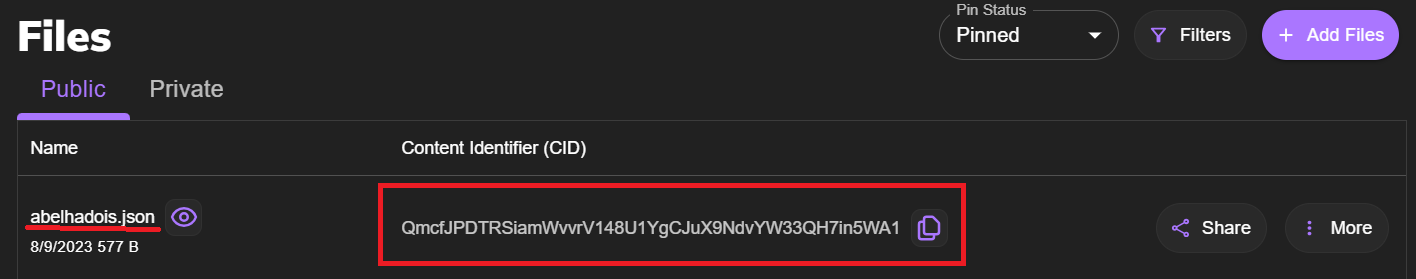 Files
Pin Status
Pinned
Filters
+ Add Files
Public
Private
Name
Content Identifier (CID)
abelhadois.json
8/9/2023 577 B
QmcfJPDTRSiamWvvrV148U1YgCJuX9NdvYW33QH7in5WA1
Share
More